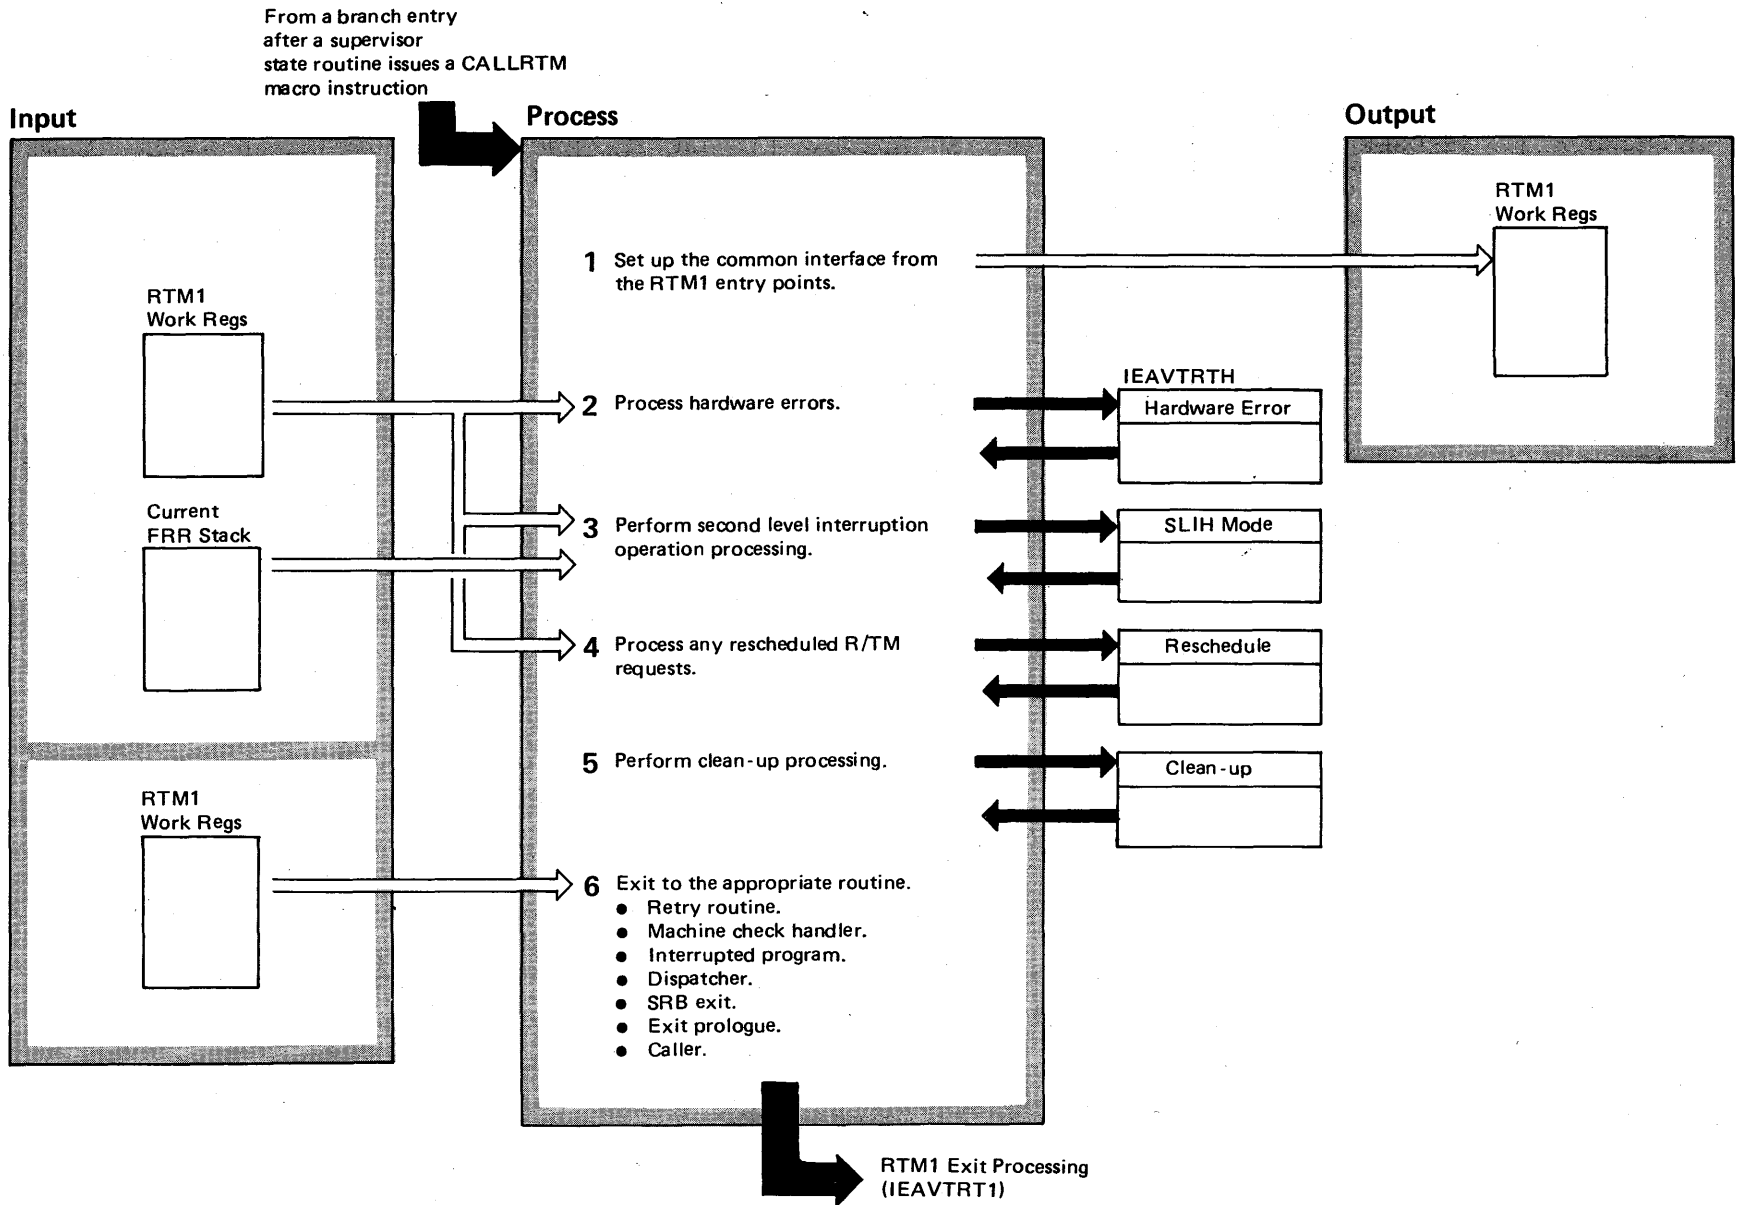 From a branch entry
after a supervisor
state routine issues a CALLRTM
macro instruction
Input
Process
Output
RTM1
Work Regs
1 Set up the common interface from
the RTM1 entry points.
RTM1
Work Regs
IEAVTRTH
2 Process hardware errors.
Hardware Error
Current
FRR Stack
3 Perform second level interruption
operation processing.
SLIH Mode
4 Process any rescheduled R/TM
requests.
Reschedule
5 Perform clean-up processing.
Clean-up
RTM1
Work Regs
6 Exit to the appropriate routine.
● Retry routine.
● Machine check handler.
● Interrupted program.
● Dispatcher.
● SRB exit.
● Exit prologue.
● Caller.
RTM1 Exit Processing
(IEAVTRT1)